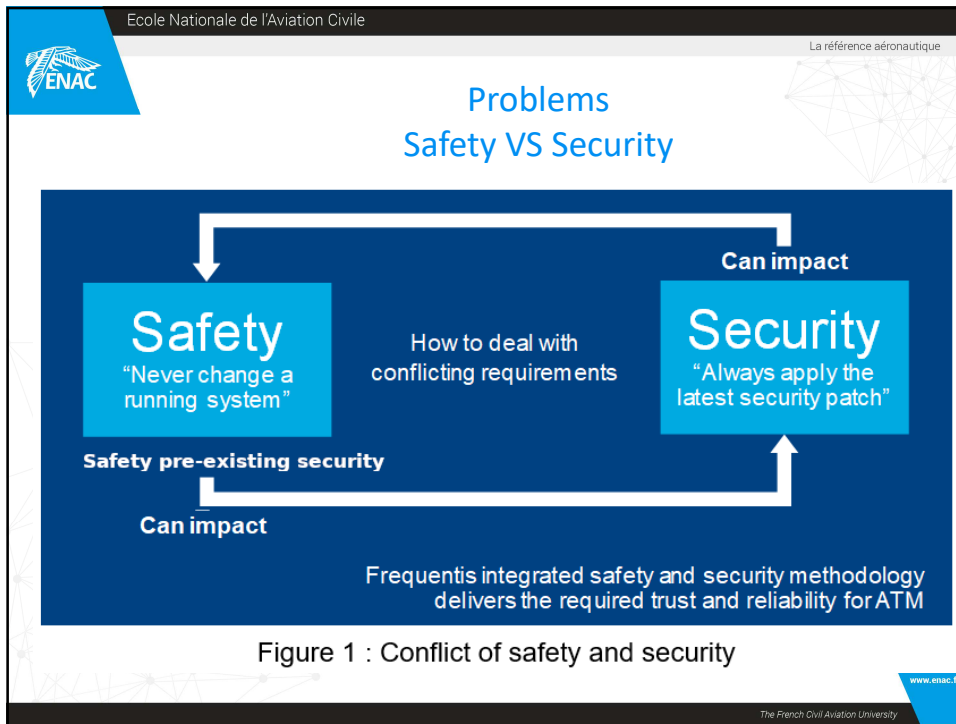 Ecole Nationale de l'Aviation Civile
La référence aéronautique
ENAC
Problems
Safety VS Security
Can impact
Safety
"Never change a
running system"
How to deal with
conflicting requirements
Security
"Always apply the
latest security patch"
Safety pre-existing security
Can impact
Frequentis integrated safety and security methodology
delivers the required trust and reliability for ATM
Figure 1 : Conflict of safety and security
www.enac.f
The French Civil Aviation University